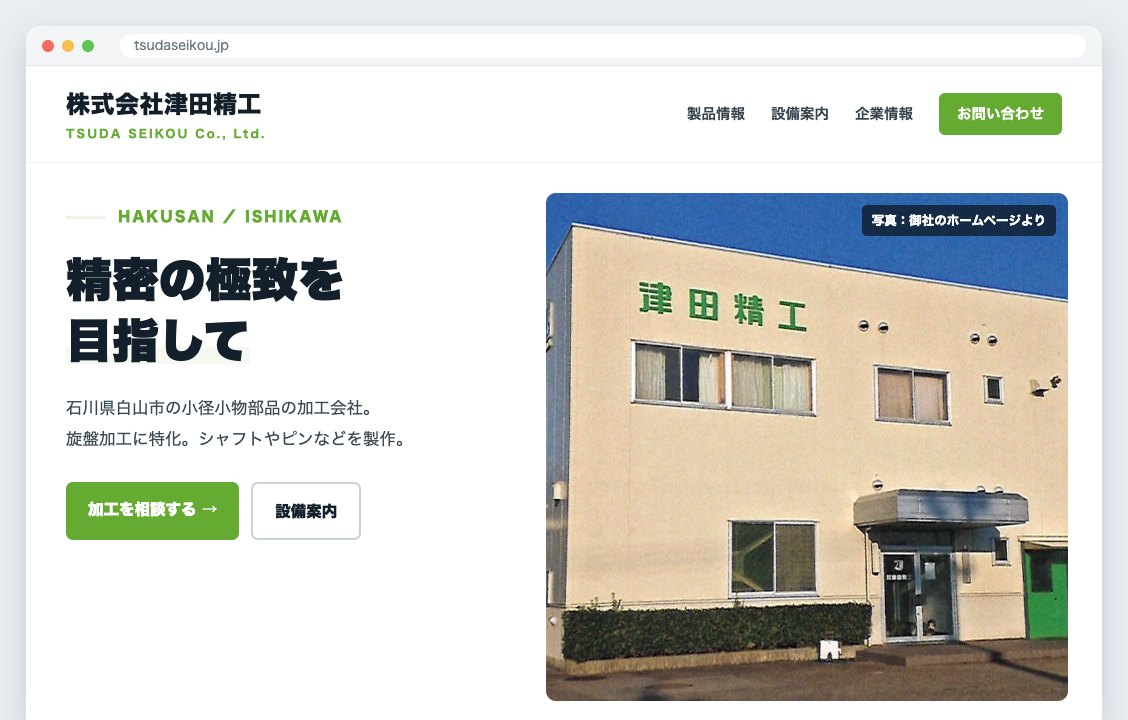 tsudaseikou.jp
株式会社津田精工
TSUDA SEIKOU Co., Ltd.
製品情報
設備案内
企業情報
お問い合わせ
HAKUSAN ／ ISHIKAWA
精密の極致を
目指して
石川県白山市の小径小物部品の加工会社。
旋盤加工に特化。シャフトやピンなどを製作。
加工を相談する →
設備案内
写真：御社のホームページより
津田精工